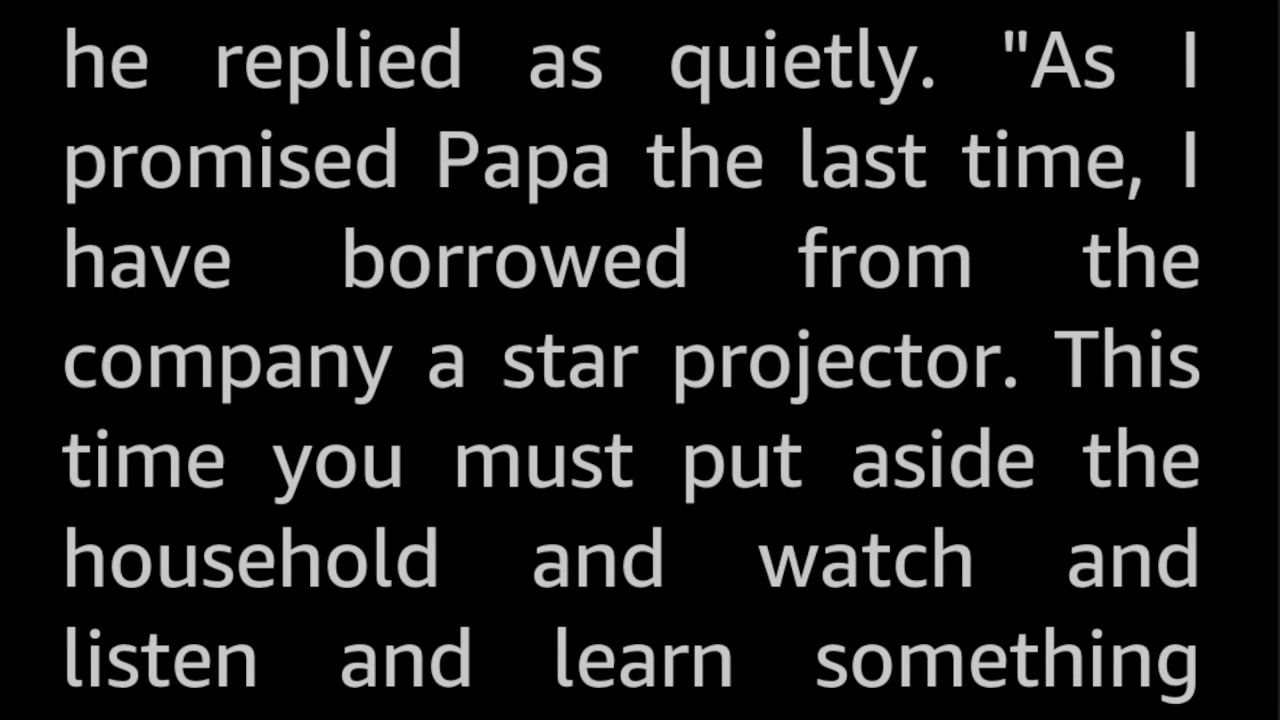 he replied as quietly. "As I
promised Papa the last time, I
have borrowed from the
company a star projector. This
time you must put aside the
household and watch and
listen and learn something